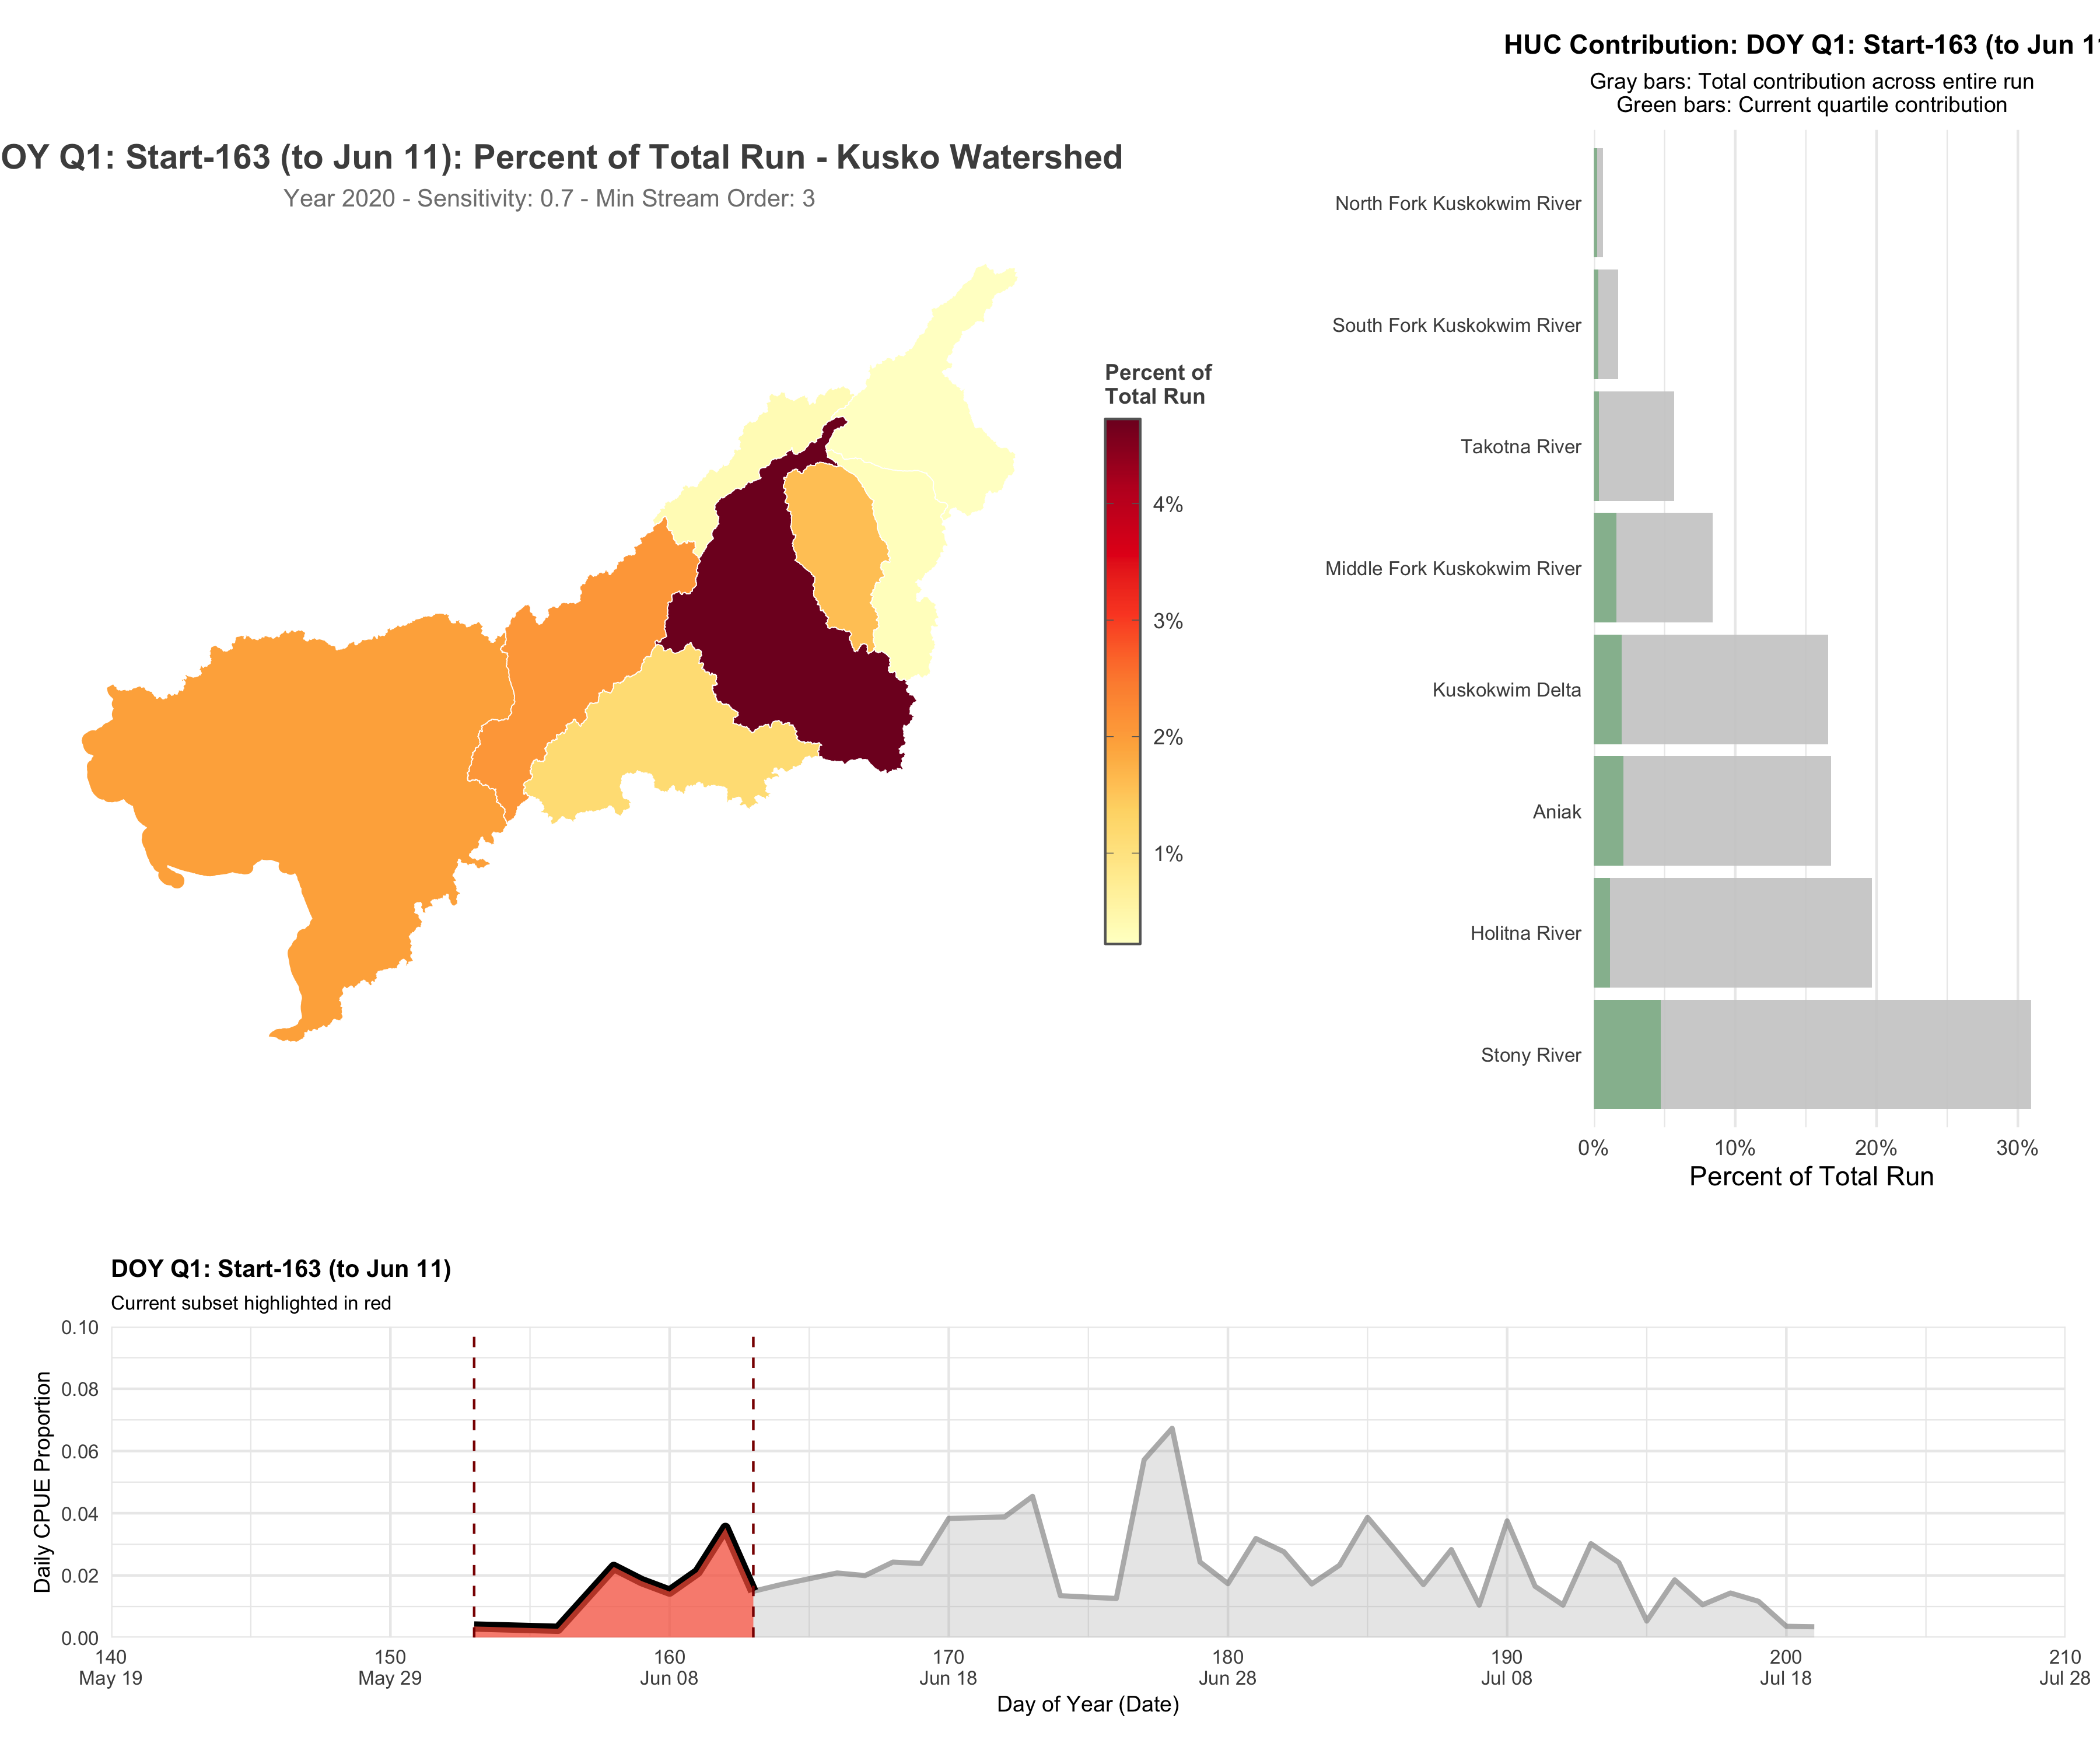 OY Q1: Start-163 (to Jun 11): Percent of Total Run - Kusko Watershed
Year 2020 - Sensitivity: 0.7 - Min Stream Order: 3
Percent of
Total Run
4%
3%
2%
1%
HUC Contribution: DOY Q1: Start-163 (to Jun 1
Gray bars: Total contribution across entire run
Green bars: Current quartile contribution
North Fork Kuskokwim River
South Fork Kuskokwim River
Takotna River
Middle Fork Kuskokwim River
Kuskokwim Delta
Aniak
Holitna River
Stony River
0% 10% 20% 30%
Percent of Total Run
DOY Q1: Start-163 (to Jun 11)
Current subset highlighted in red
Daily CPUE Proportion
0.10
0.08
0.06
0.04
0.02
0.00
140 150 160 170 180 190 200 210
May 19 May 29 Jun 08 Jun 18 Jun 28 Jul 08 Jul 18 Jul 28
Day of Year (Date)